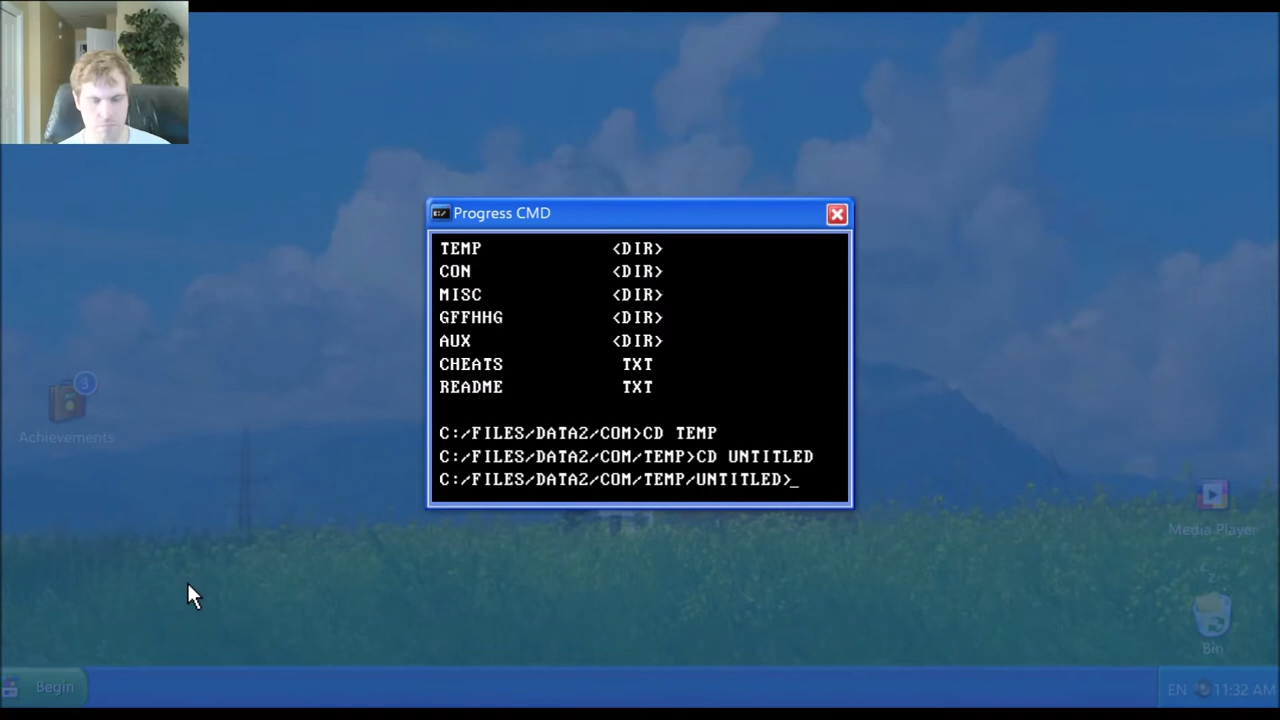 Progress CMD
TEMP <DIR>
CON <DIR>
MISC <DIR>
GFFHHG <DIR>
AUX <DIR>
CHEATS TXT
README TXT
C:/FILES/DATA2/COM>CD TEMP
C:/FILES/DATA2/COM/TEMP>CD UNTITLED
C:/FILES/DATA2/COM/TEMP/UNTITLED>_
3
Achievements
Media Player
Bin
Begin
EN 11:32 AM